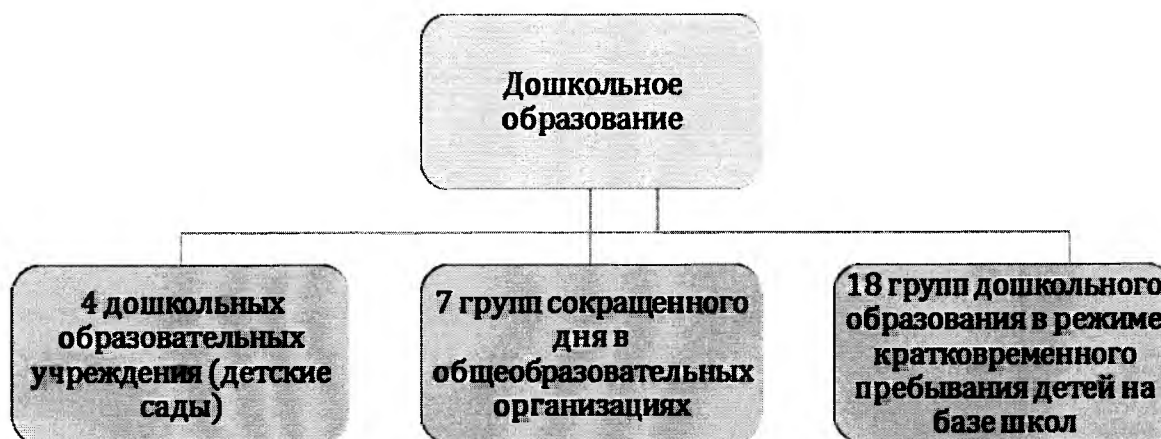 Дошкольное
образование
4 дошкольных
образовательных
учреждения (детские
сады)
7 групп сокращенного
дня в
общеобразовательных
организациях
18 групп дошкольного
образования в режиме
кратковременного
пребывания детей на
базе школ